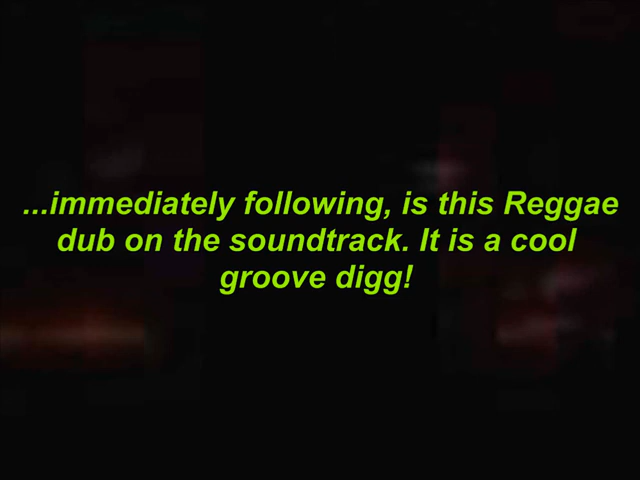 ...immediately following, is this Reggae
dub on the soundtrack. It is a cool
groove digg!